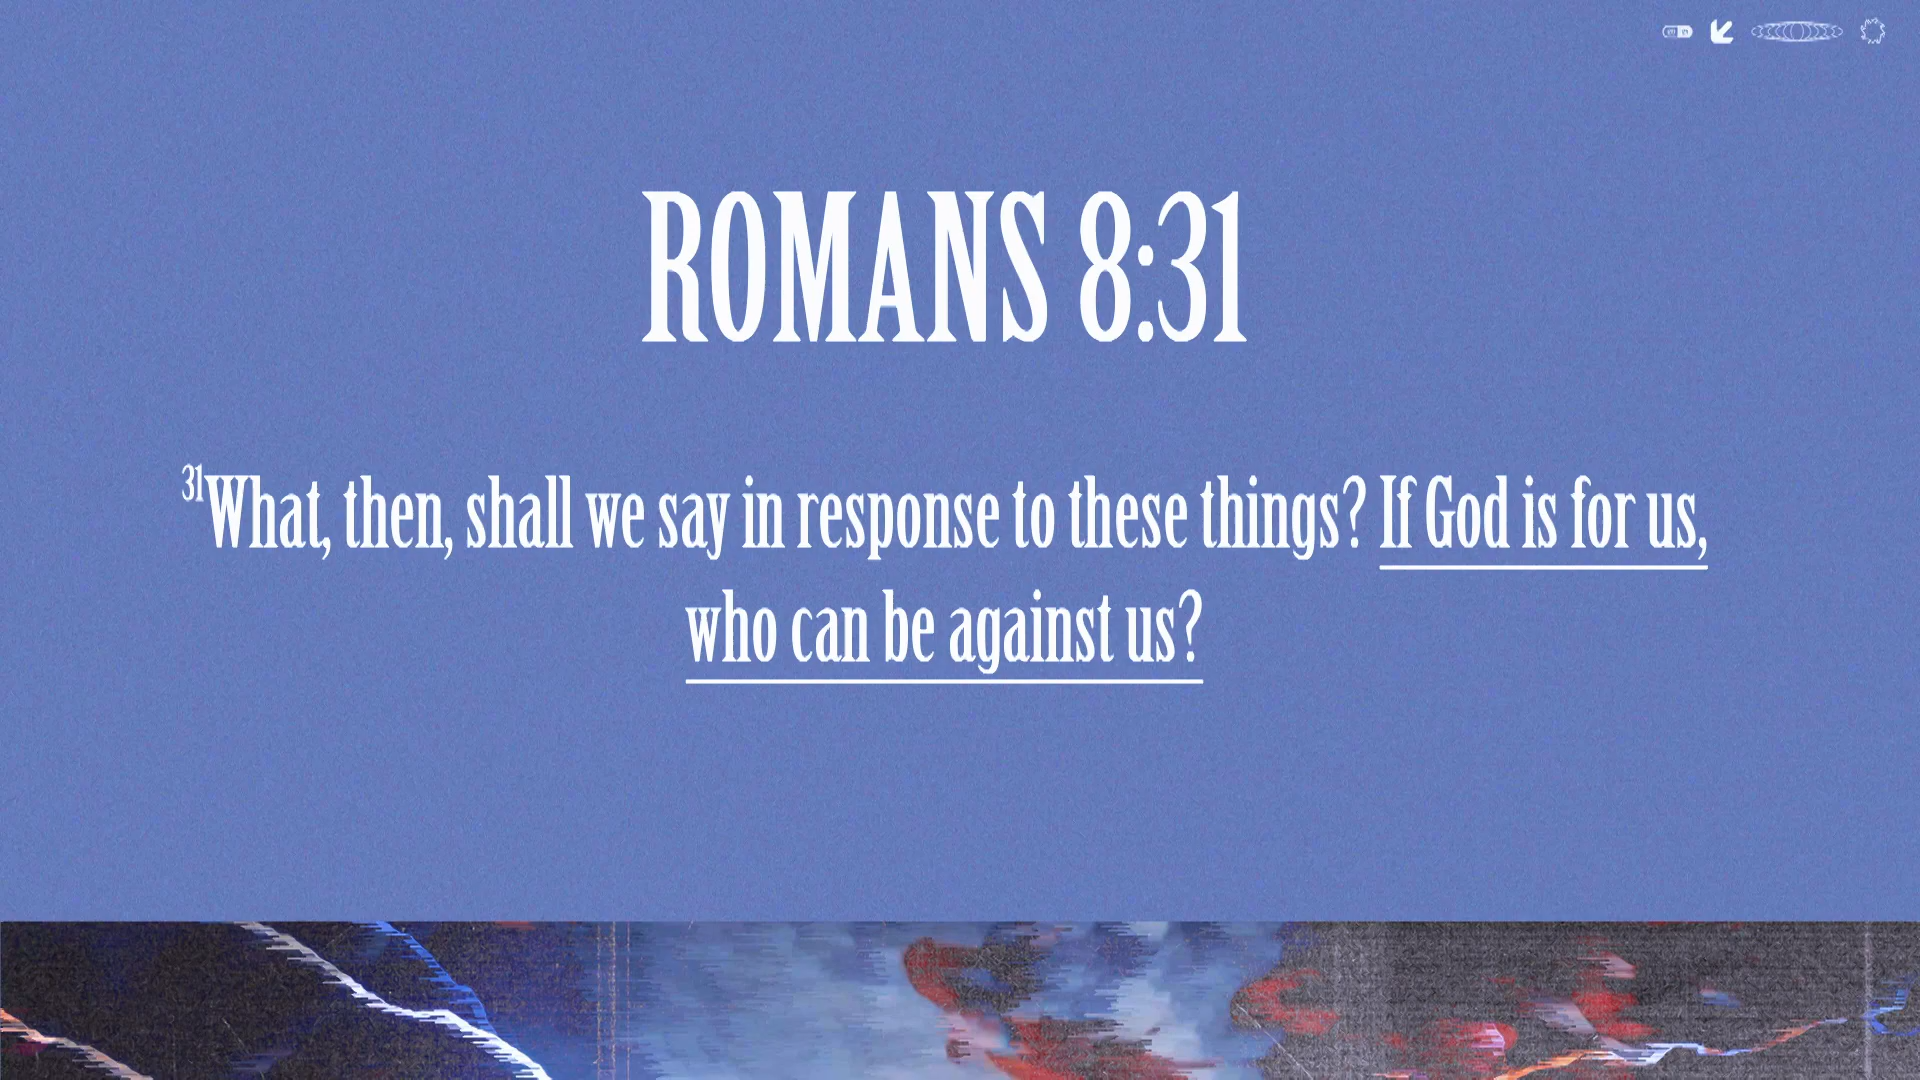 ROMANS 8:31
31What, then, shall we say in response to these things? If God is for us,
who can be against us?